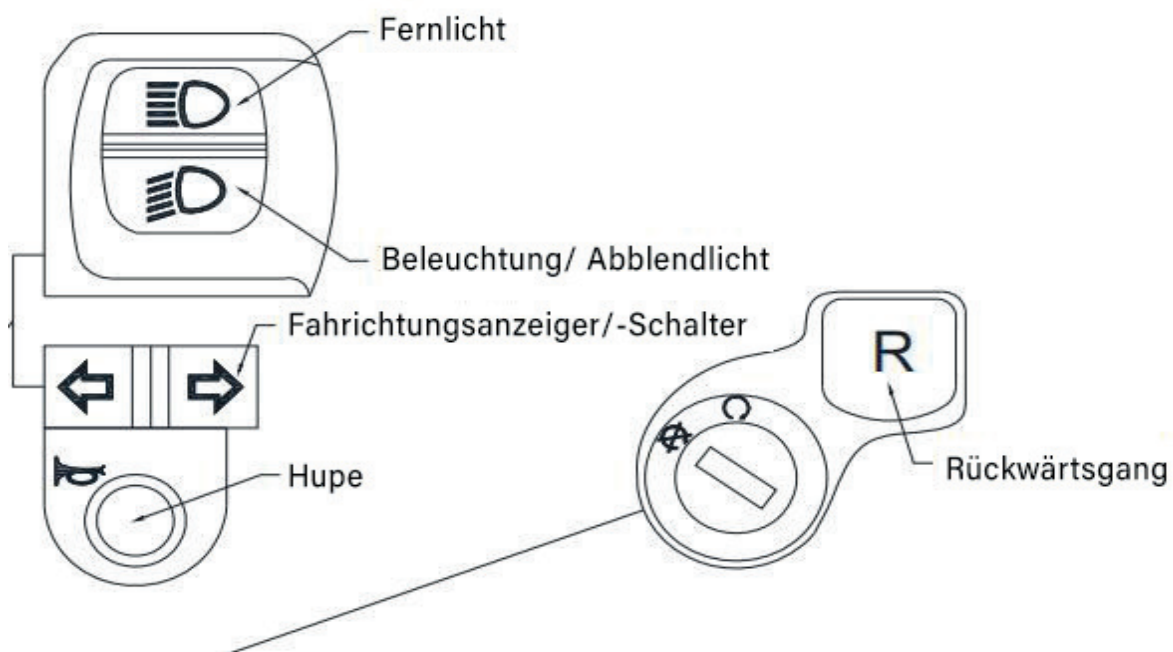 Fernlicht
Beleuchtung/ Abblendlicht
Fahrichtungsanzeiger/-Schalter
Hupe
R
Rückwärtsgang